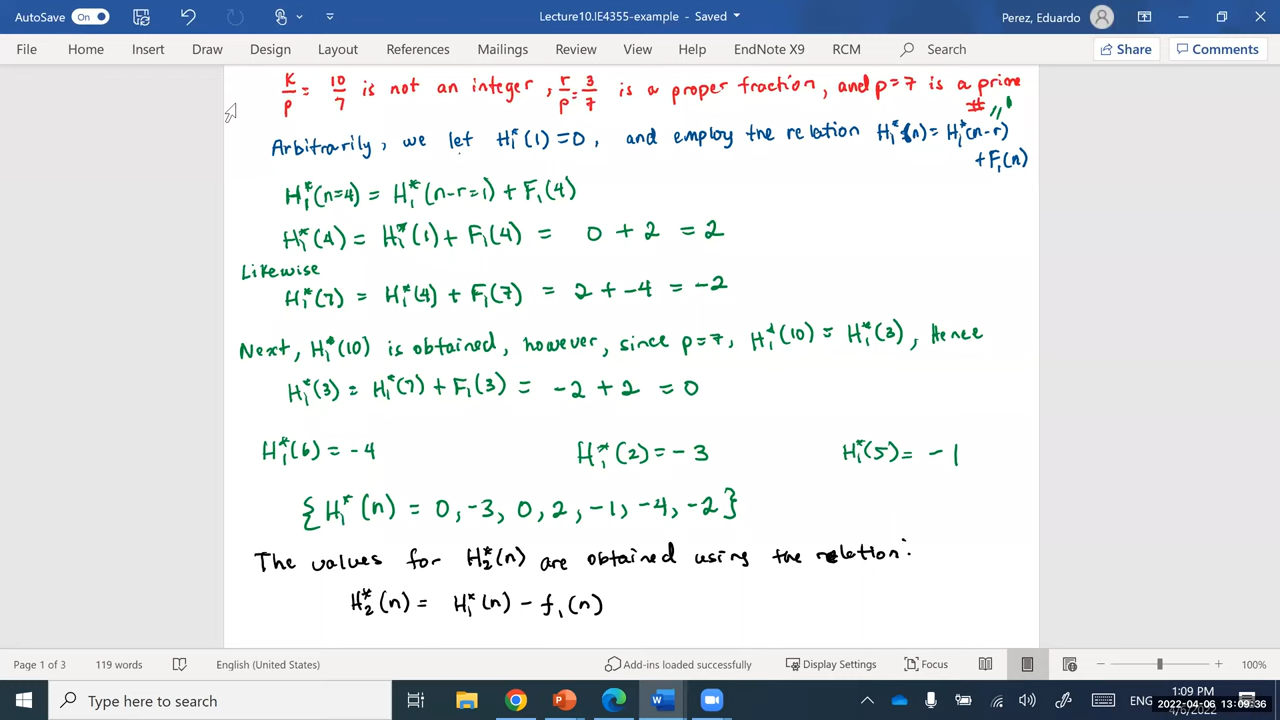 AutoSave On
Lecture10.IE4355-example - Saved
Perez, Eduardo
File Home Insert Draw Design Layout References Mailings Review View Help EndNote X9 RCM Search Share Comments
K/p = 10/7 is not an integer, r/p = 3/7 is a proper fraction, and p=7 is a prime #
Arbitrarily, we let H₁*(1)=0, and employ the relation H₁*(n)=H₁*(n-r)
+F₁(n)
H₁*(n=4) = H₁*(n-r=1) + F₁(4)
H₁*(4) = H₁*(1) + F₁(4) = 0 + 2 = 2
Likewise
H₁*(7) = H₁*(4) + F₁(7) = 2 + -4 = -2
Next, H₁*(10) is obtained, however, since p=7, H₁*(10) = H₁*(3), Hence
H₁*(3) = H₁*(7) + F₁(3) = -2 + 2 = 0
H₁*(6) = -4 H₁*(2) = -3 H₁*(5) = -1
{H₁*(n) = 0, -3, 0, 2, -1, -4, -2}
The values for H₂*(n) are obtained using the relation:
H₂*(n) = H₁*(n) - f₁(n)
Page 1 of 3 119 words English (United States) Add-ins loaded successfully Display Settings Focus 100%
Type here to search
ENG
1:09 PM
2022-04-06 13:09:36